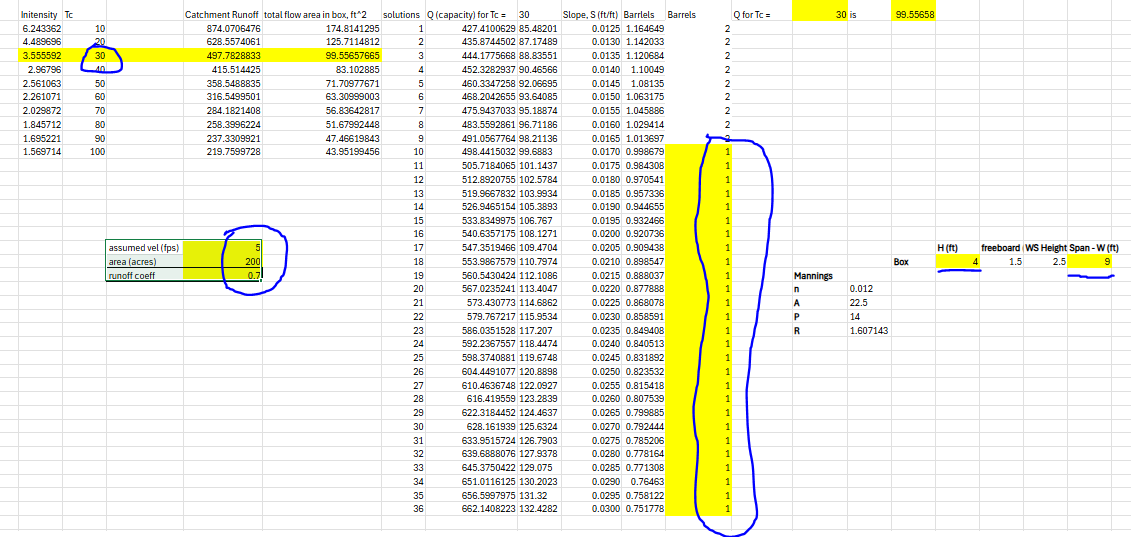 Initensity Tc Catchment Runoff total flow area in box, ft^2 solutions Q (capacity) for Tc = 30 Slope, S (ft/ft) Barrlels Barrels Q for Tc = 30 is 99.55658
6.243362 10 874.0706476 174.8141295 1 427.4100629 85.48201 0.0125 1.164649 2
4.489696 20 628.5574061 125.7114812 2 435.8744502 87.17489 0.0130 1.142033 2
3.555592 30 497.7828833 99.55657665 3 444.1775668 88.83551 0.0135 1.120684 2
2.96796 40 415.514425 83.102885 4 452.3282937 90.46566 0.0140 1.10049 2
2.561063 50 358.5488835 71.70977671 5 460.3347258 92.06695 0.0145 1.08135 2
2.261071 60 316.5499501 63.30999003 6 468.2042655 93.64085 0.0150 1.063175 2
2.029872 70 284.1821408 56.83642817 7 475.9437033 95.18874 0.0155 1.045886 2
1.845712 80 258.3996224 51.67992448 8 483.5592861 96.71186 0.0160 1.029414 2
1.695221 90 237.3309921 47.46619843 9 491.0567764 98.21136 0.0165 1.013697 2
1.569714 100 219.7599728 43.95199456 10 498.4415032 99.6883 0.0170 0.998679 1
11 505.7184065 101.1437 0.0175 0.984308 1
12 512.8920755 102.5784 0.0180 0.970541 1
13 519.9667832 103.9934 0.0185 0.957336 1
14 526.9465154 105.3893 0.0190 0.944655 1
15 533.8349975 106.767 0.0195 0.932466 1
16 540.6357175 108.1271 0.0200 0.920736 1
assumed vel (fps) 5 17 547.3519466 109.4704 0.0205 0.909438 1 H (ft) freeboard ( WS Height Span - W (ft)
area (acres) 200 18 553.9867579 110.7974 0.0210 0.898547 1 Box 4 1.5 2.5 9
runoff coeff 0.7 19 560.5430424 112.1086 0.0215 0.888037 1 Mannings
20 567.0235241 113.4047 0.0220 0.877888 1 n 0.012
21 573.430773 114.6862 0.0225 0.868078 1 A 22.5
22 579.767217 115.9534 0.0230 0.858591 1 P 14
23 586.0351528 117.207 0.0235 0.849408 1 R 1.607143
24 592.2367557 118.4474 0.0240 0.840513 1
25 598.3740881 119.6748 0.0245 0.831892 1
26 604.4491077 120.8898 0.0250 0.823532 1
27 610.4636748 122.0927 0.0255 0.815418 1
28 616.419559 123.2839 0.0260 0.807539 1
29 622.3184452 124.4637 0.0265 0.799885 1
30 628.161939 125.6324 0.0270 0.792444 1
31 633.9515724 126.7903 0.0275 0.785206 1
32 639.6888076 127.9378 0.0280 0.778164 1
33 645.3750422 129.075 0.0285 0.771308 1
34 651.0116125 130.2023 0.0290 0.76463 1
35 656.5997975 131.32 0.0295 0.758122 1
36 662.1408223 132.4282 0.0300 0.751778 1